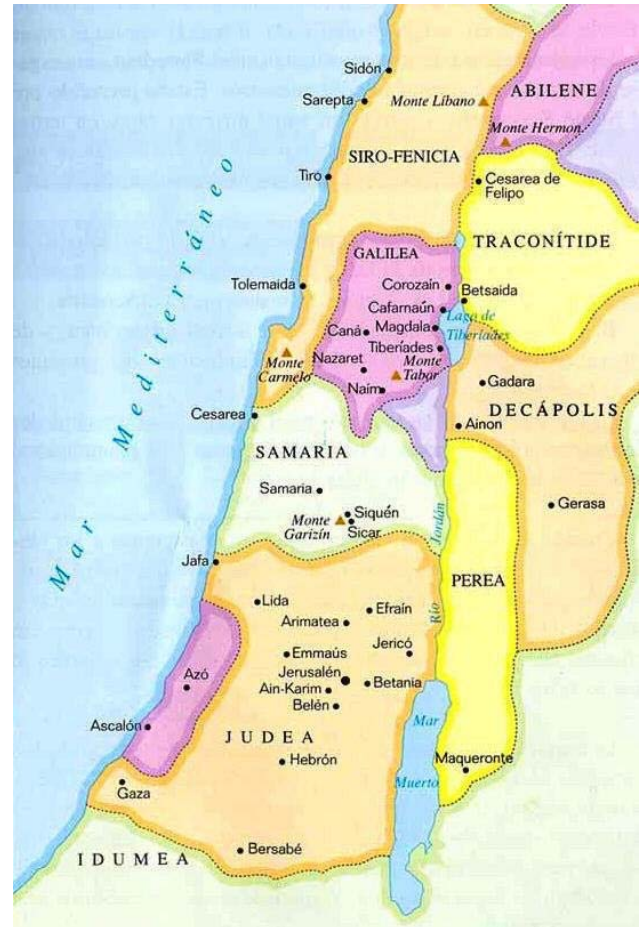 Sidón
Sarepta
Monte Líbano
ABILENE
Monte Hermon.
SIRO-FENICIA
Tiro
Cesarea de
Felipo
TRACONÍTIDE
GALILEA
Tolemaida
Corozaín
Betsaida
Cafarnaún
Lago de
Tiberíades
Caná
Magdala
Tiberíades
Monte
Carmelo
Nazaret
Monte
Tabor
Naím
Gadara
DECÁPOLIS
Cesarea
Ainon
SAMARIA
Samaria
Siquén
Sicar
Monte
Garizín
Gerasa
Mar Mediterráneo
Río Jordán
Jafa
PEREA
Lida
Efraín
Arimatea
Emmaús
Jericó
Jerusalén
Azó
Ain-Karim
Betania
Belén
Ascalón
JUDEA
Mar
Muerto
Hebrón
Maqueronte
Gaza
Bersabé
IDUMEA